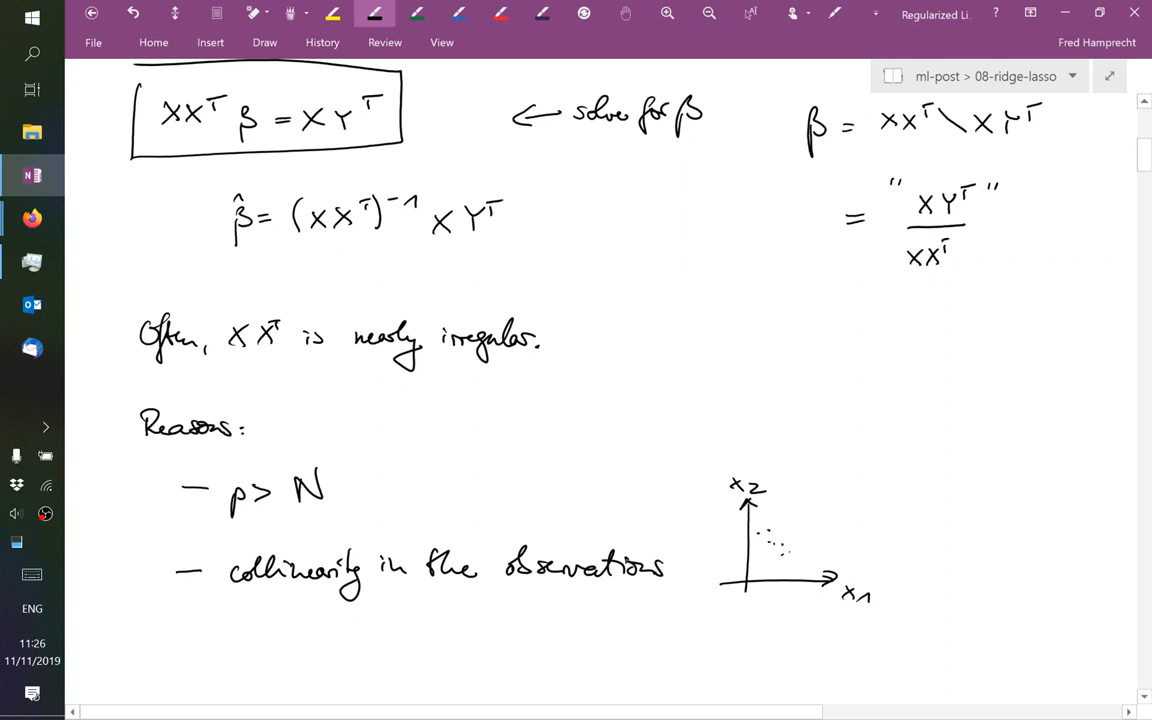 Regularized Li...
File Home Insert Draw History Review View
Fred Hamprecht
ml-post > 08-ridge-lasso
XXᵀ β = XYᵀ ← solve for β β = XXᵀ \ XYᵀ
β̂ = (XXᵀ)⁻¹ XYᵀ = " XYᵀ " / XXᵀ
Often, XXᵀ is nearly irregular.
Reasons:
– p > N
– collinearity in the observations
x2
x1
ENG
11:26
11/11/2019